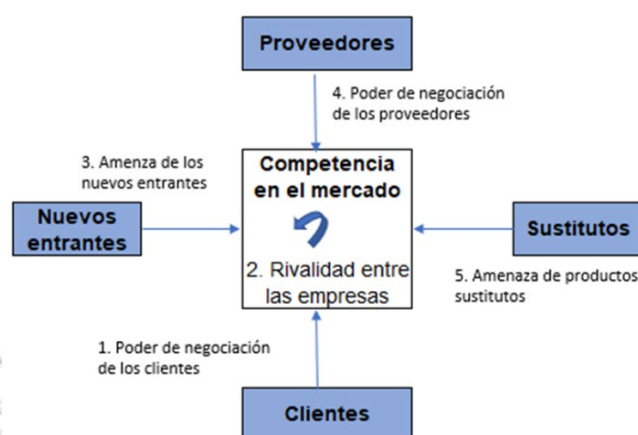 Proveedores
4. Poder de negociación
de los proveedores
3. Amenza de los
nuevos entrantes
Competencia
en el mercado
Nuevos
entrantes
Sustitutos
2. Rivalidad entre
las empresas
5. Amenaza de productos
sustitutos
1. Poder de negociación
de los clientes
Clientes